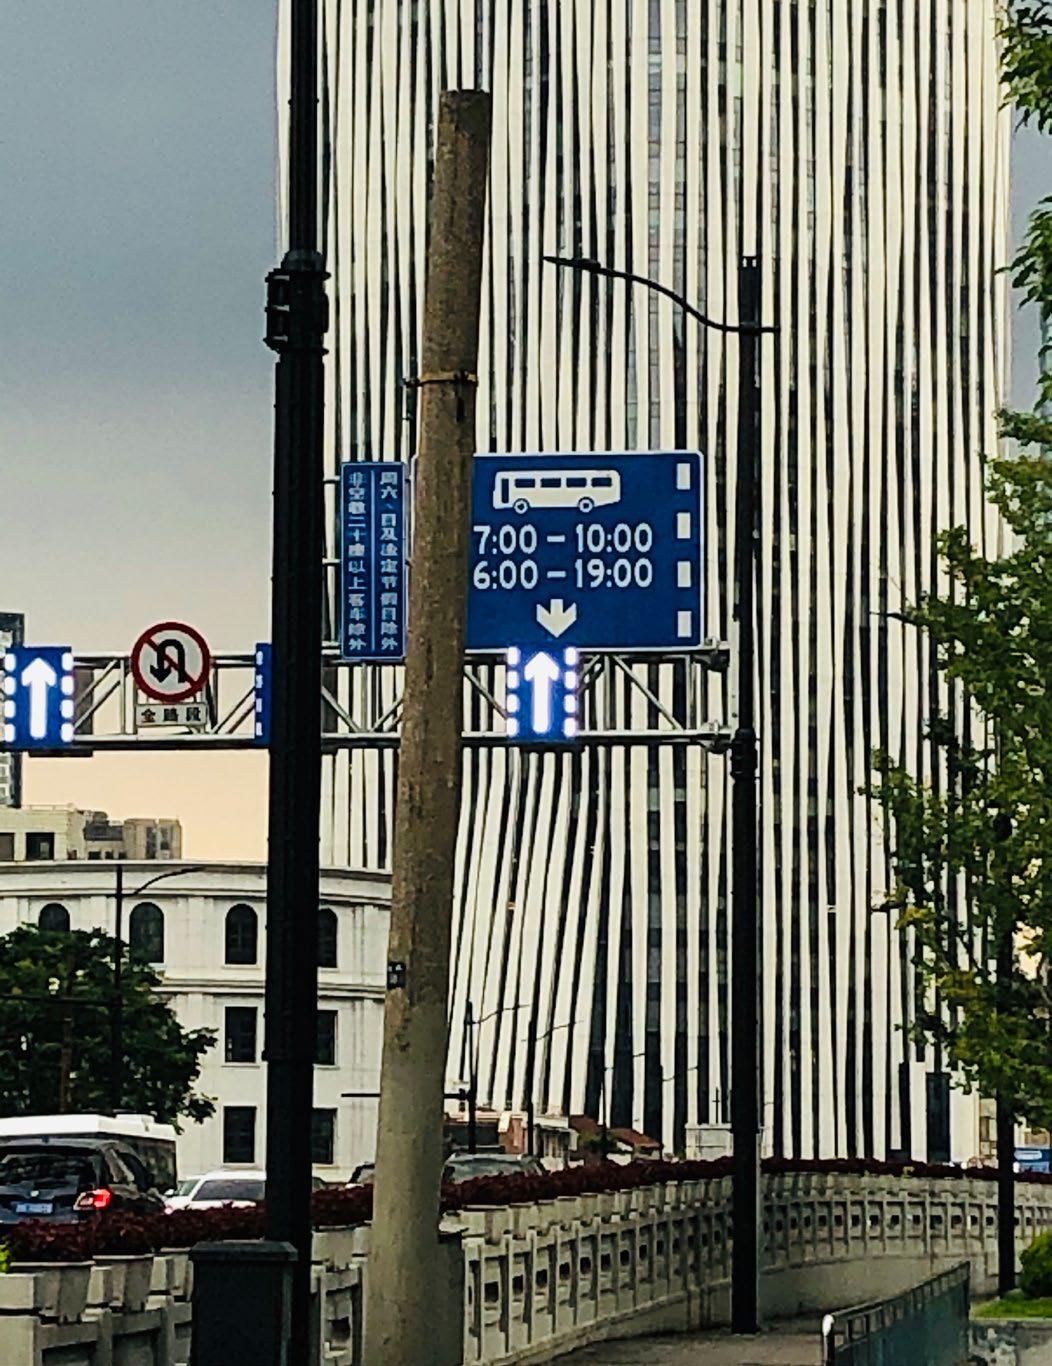 周六、日及法定节假日除外
非空载二十座以上客车除外
7:00 – 10:00
6:00 – 19:00
全路段